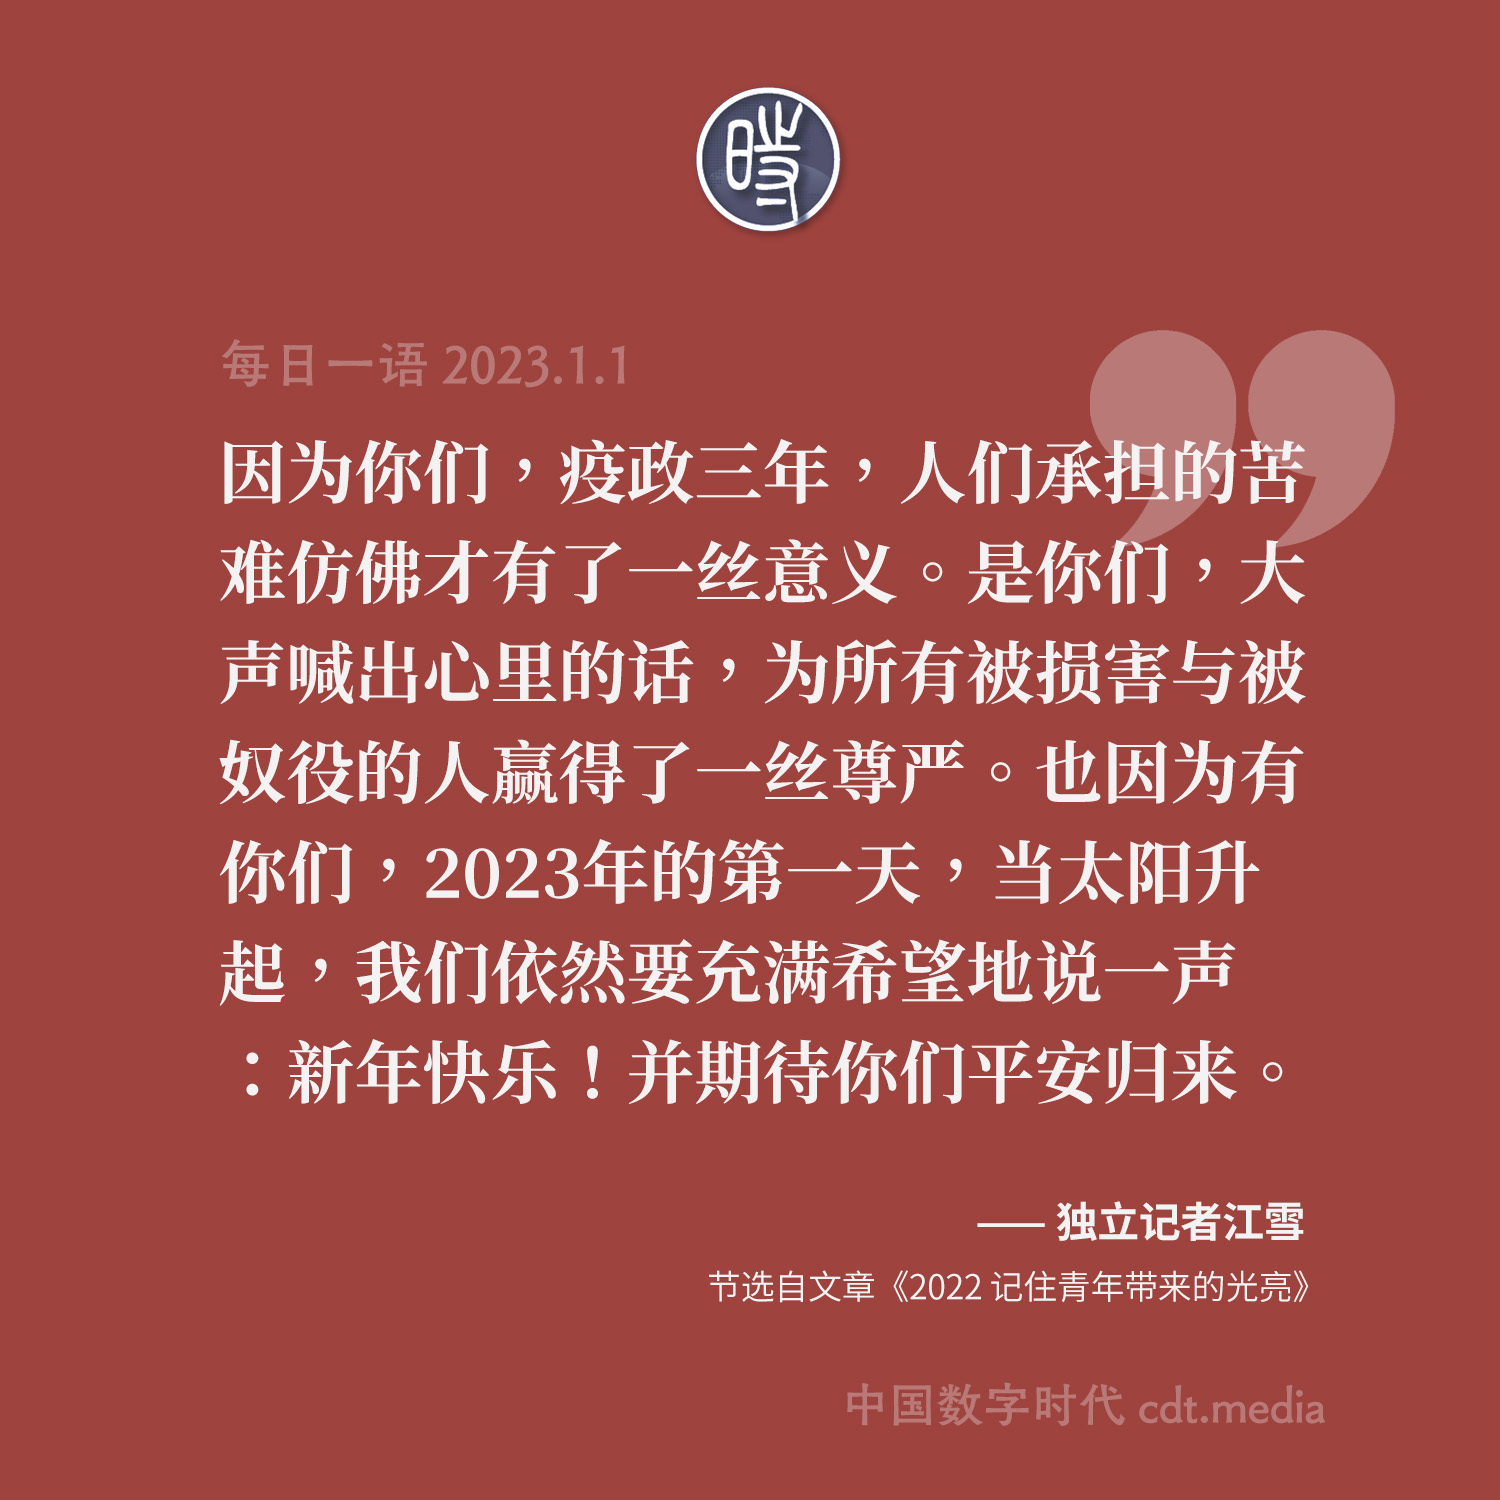 時
每日一语 2023.1.1
因为你们，疫政三年，人们承担的苦
难仿佛才有了一丝意义。是你们，大
声喊出心里的话，为所有被损害与被
奴役的人赢得了一丝尊严。也因为有
你们，2023年的第一天，当太阳升
起，我们依然要充满希望地说一声
：新年快乐！并期待你们平安归来。
—— 独立记者江雪
节选自文章《2022 记住青年带来的光亮》
中国数字时代 cdt.media